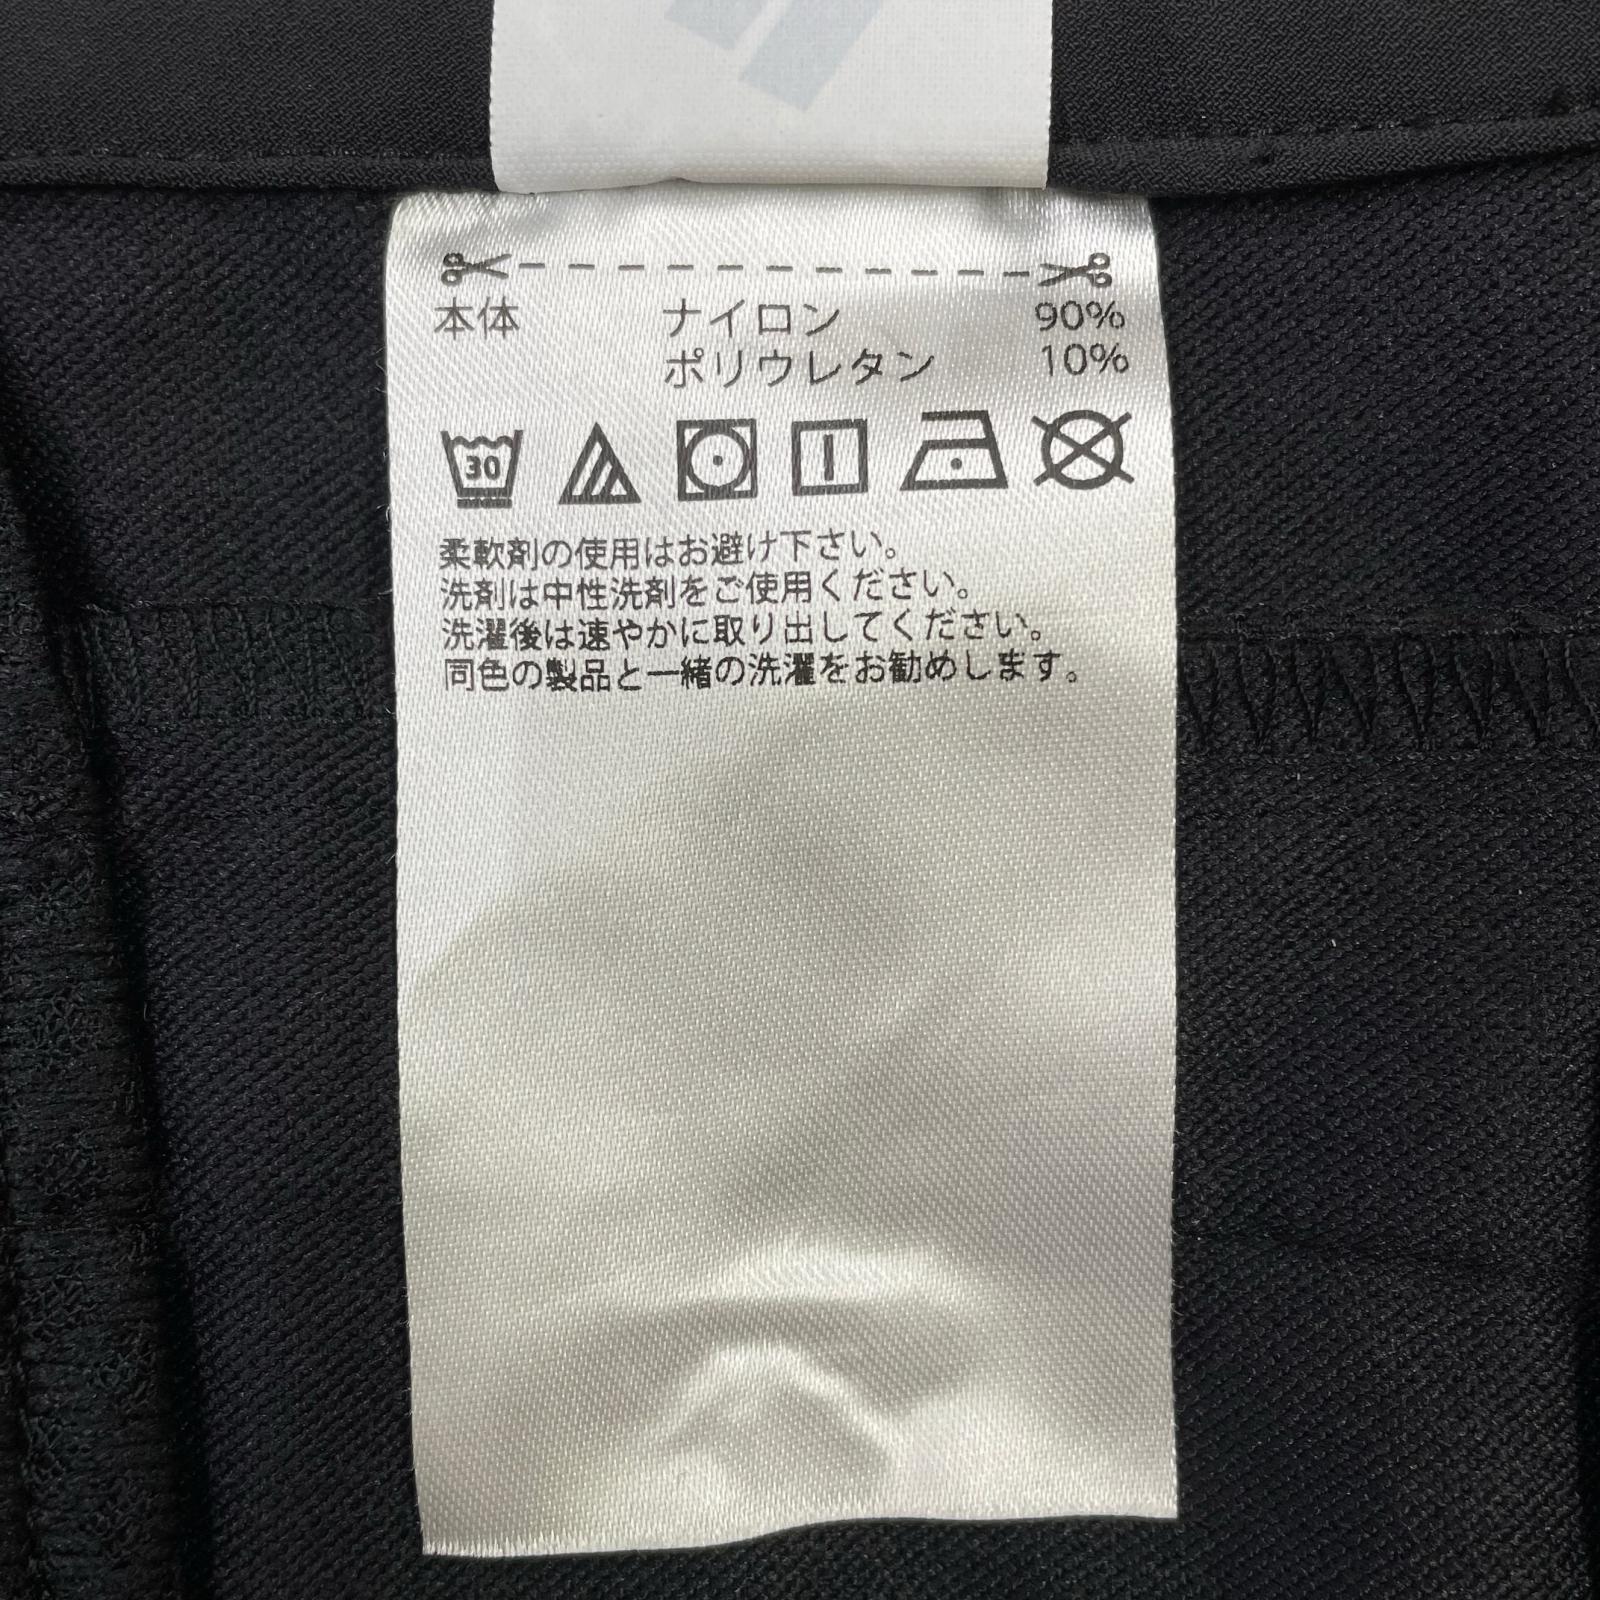 本体 ナイロン 90%
ポリウレタン 10%
30
柔軟剤の使用はお避け下さい。
洗剤は中性洗剤をご使用ください。
洗濯後は速やかに取り出してください。
同色の製品と一緒の洗濯をお勧めします。